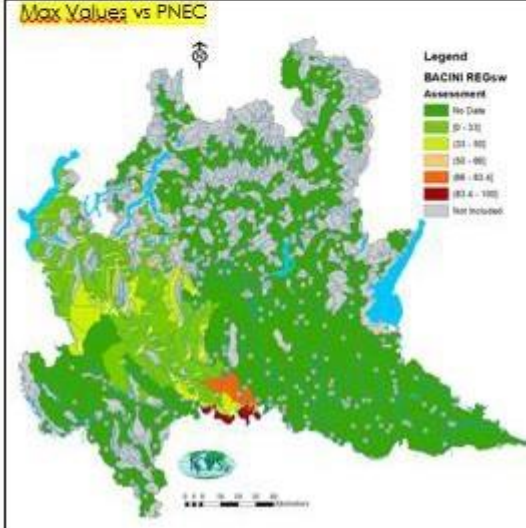 Max Values vs PNEC
N
Legend
BACINI REGsw
Assessment
No Data
[0 - 33]
(33 - 50]
(50 - 66]
(66 - 83.4]
(83.4 - 100]
Not Included